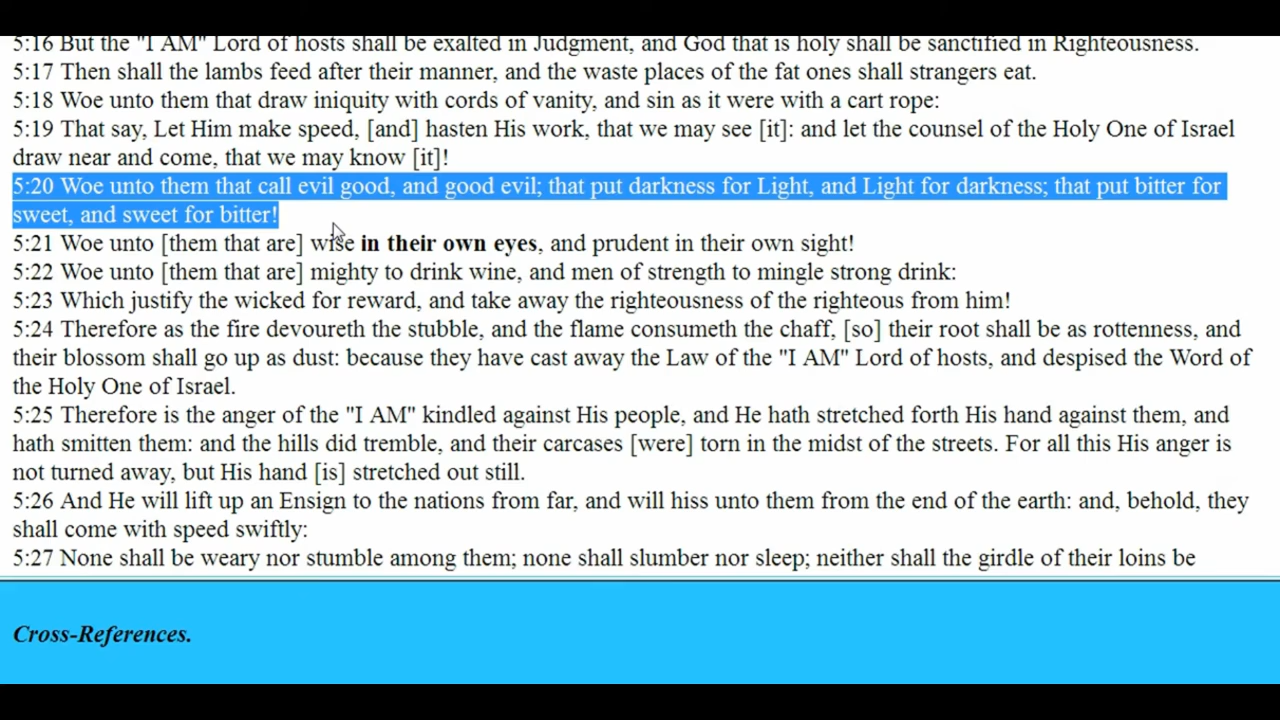 5:16 But the "I AM" Lord of hosts shall be exalted in Judgment, and God that is holy shall be sanctified in Righteousness.
5:17 Then shall the lambs feed after their manner, and the waste places of the fat ones shall strangers eat.
5:18 Woe unto them that draw iniquity with cords of vanity, and sin as it were with a cart rope:
5:19 That say, Let Him make speed, [and] hasten His work, that we may see [it]: and let the counsel of the Holy One of Israel
draw near and come, that we may know [it]!
5:20 Woe unto them that call evil good, and good evil; that put darkness for Light, and Light for darkness; that put bitter for
sweet, and sweet for bitter!
5:21 Woe unto [them that are] wise in their own eyes, and prudent in their own sight!
5:22 Woe unto [them that are] mighty to drink wine, and men of strength to mingle strong drink:
5:23 Which justify the wicked for reward, and take away the righteousness of the righteous from him!
5:24 Therefore as the fire devoureth the stubble, and the flame consumeth the chaff, [so] their root shall be as rottenness, and
their blossom shall go up as dust: because they have cast away the Law of the "I AM" Lord of hosts, and despised the Word of
the Holy One of Israel.
5:25 Therefore is the anger of the "I AM" kindled against His people, and He hath stretched forth His hand against them, and
hath smitten them: and the hills did tremble, and their carcases [were] torn in the midst of the streets. For all this His anger is
not turned away, but His hand [is] stretched out still.
5:26 And He will lift up an Ensign to the nations from far, and will hiss unto them from the end of the earth: and, behold, they
shall come with speed swiftly:
5:27 None shall be weary nor stumble among them; none shall slumber nor sleep; neither shall the girdle of their loins be
Cross-References.